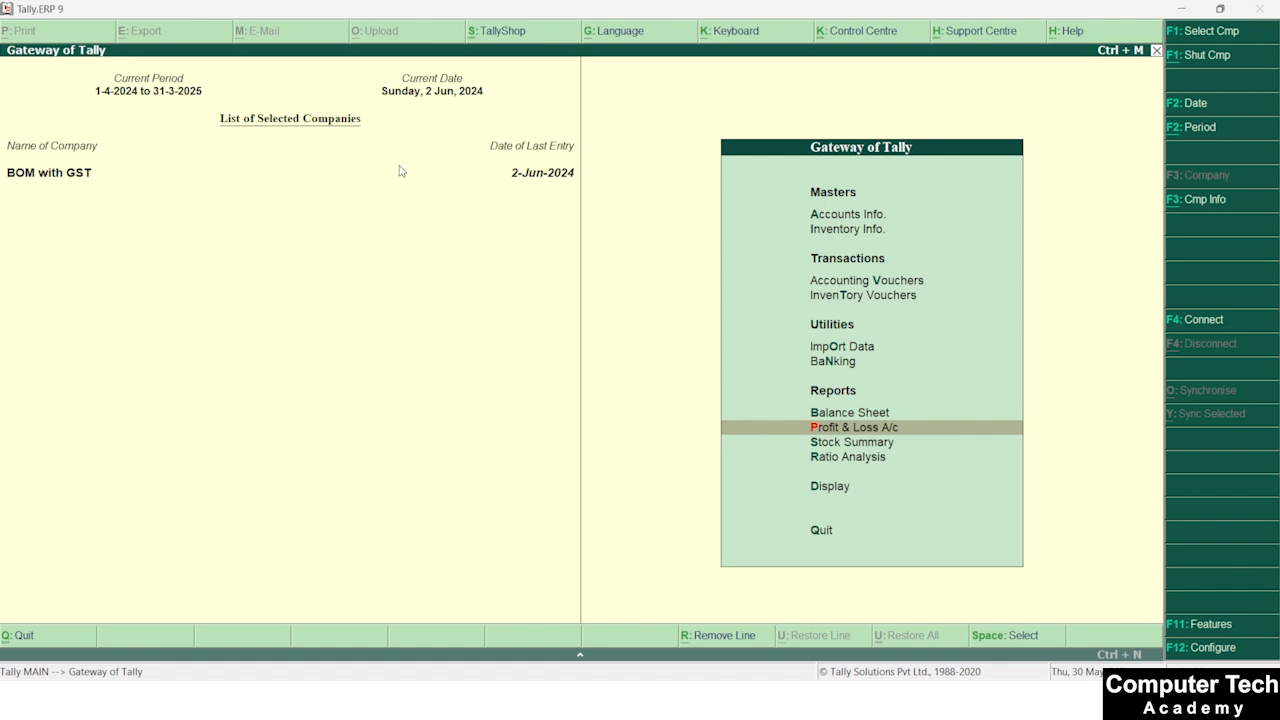 Tally.ERP 9
P: Print E: Export M: E-Mail O: Upload S: TallyShop G: Language K: Keyboard K: Control Centre H: Support Centre H: Help
Gateway of Tally Ctrl + M
Current Period Current Date
1-4-2024 to 31-3-2025 Sunday, 2 Jun, 2024
List of Selected Companies
Name of Company Date of Last Entry
BOM with GST 2-Jun-2024
Gateway of Tally
Masters
Accounts Info.
Inventory Info.
Transactions
Accounting Vouchers
InvenTory Vouchers
Utilities
ImpOrt Data
BaNking
Reports
Balance Sheet
Profit & Loss A/c
Stock Summary
Ratio Analysis
Display
Quit
F1: Select Cmp
F1: Shut Cmp
F2: Date
F2: Period
F3: Company
F3: Cmp Info
F4: Connect
F4: Disconnect
O: Synchronise
Y: Sync Selected
F11: Features
F12: Configure
Q: Quit R: Remove Line U: Restore Line U: Restore All Space: Select
Ctrl + N
Tally MAIN --> Gateway of Tally © Tally Solutions Pvt Ltd., 1988-2020 Thu, 30 May
Computer Tech
Academy